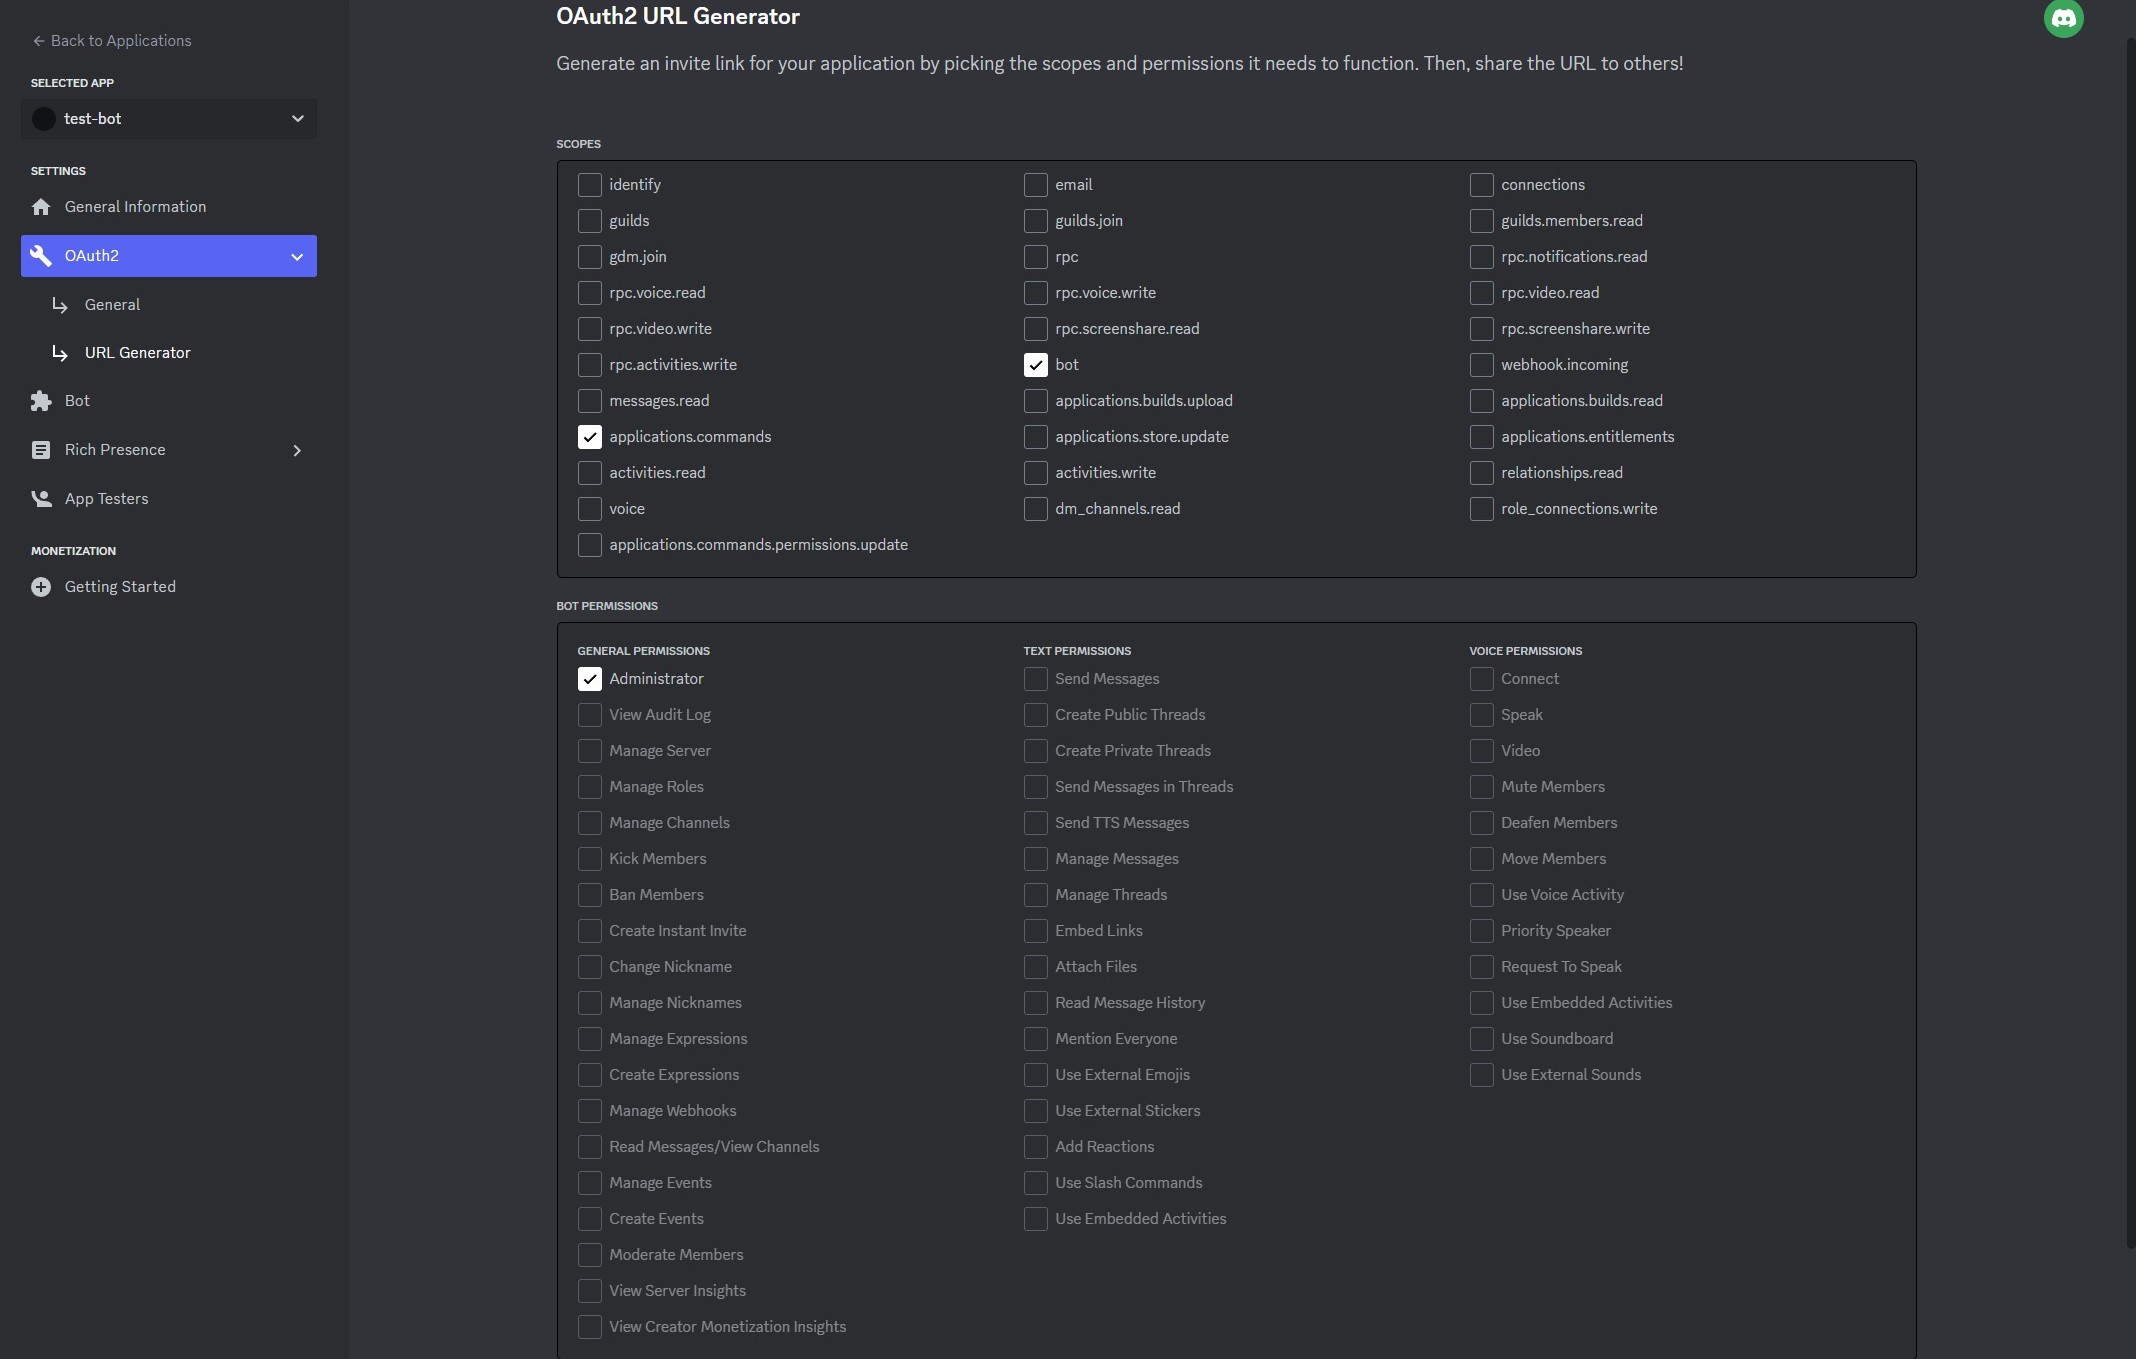 Back to Applications
SELECTED APP
test-bot
SETTINGS
General Information
OAuth2
General
URL Generator
Bot
Rich Presence
App Testers
MONETIZATION
Getting Started
OAuth2 URL Generator
Generate an invite link for your application by picking the scopes and permissions it needs to function. Then, share the URL to others!
SCOPES
identify
email
connections
guilds
guilds.join
guilds.members.read
gdm.join
rpc
rpc.notifications.read
rpc.voice.read
rpc.voice.write
rpc.video.read
rpc.video.write
rpc.screenshare.read
rpc.screenshare.write
rpc.activities.write
bot
webhook.incoming
messages.read
applications.builds.upload
applications.builds.read
applications.commands
applications.store.update
applications.entitlements
activities.read
activities.write
relationships.read
voice
dm_channels.read
role_connections.write
applications.commands.permissions.update
BOT PERMISSIONS
GENERAL PERMISSIONS
Administrator
View Audit Log
Manage Server
Manage Roles
Manage Channels
Kick Members
Ban Members
Create Instant Invite
Change Nickname
Manage Nicknames
Manage Expressions
Create Expressions
Manage Webhooks
Read Messages/View Channels
Manage Events
Create Events
Moderate Members
View Server Insights
View Creator Monetization Insights
TEXT PERMISSIONS
Send Messages
Create Public Threads
Create Private Threads
Send Messages in Threads
Send TTS Messages
Manage Messages
Manage Threads
Embed Links
Attach Files
Read Message History
Mention Everyone
Use External Emojis
Use External Stickers
Add Reactions
Use Slash Commands
Use Embedded Activities
VOICE PERMISSIONS
Connect
Speak
Video
Mute Members
Deafen Members
Move Members
Use Voice Activity
Priority Speaker
Request To Speak
Use Embedded Activities
Use Soundboard
Use External Sounds